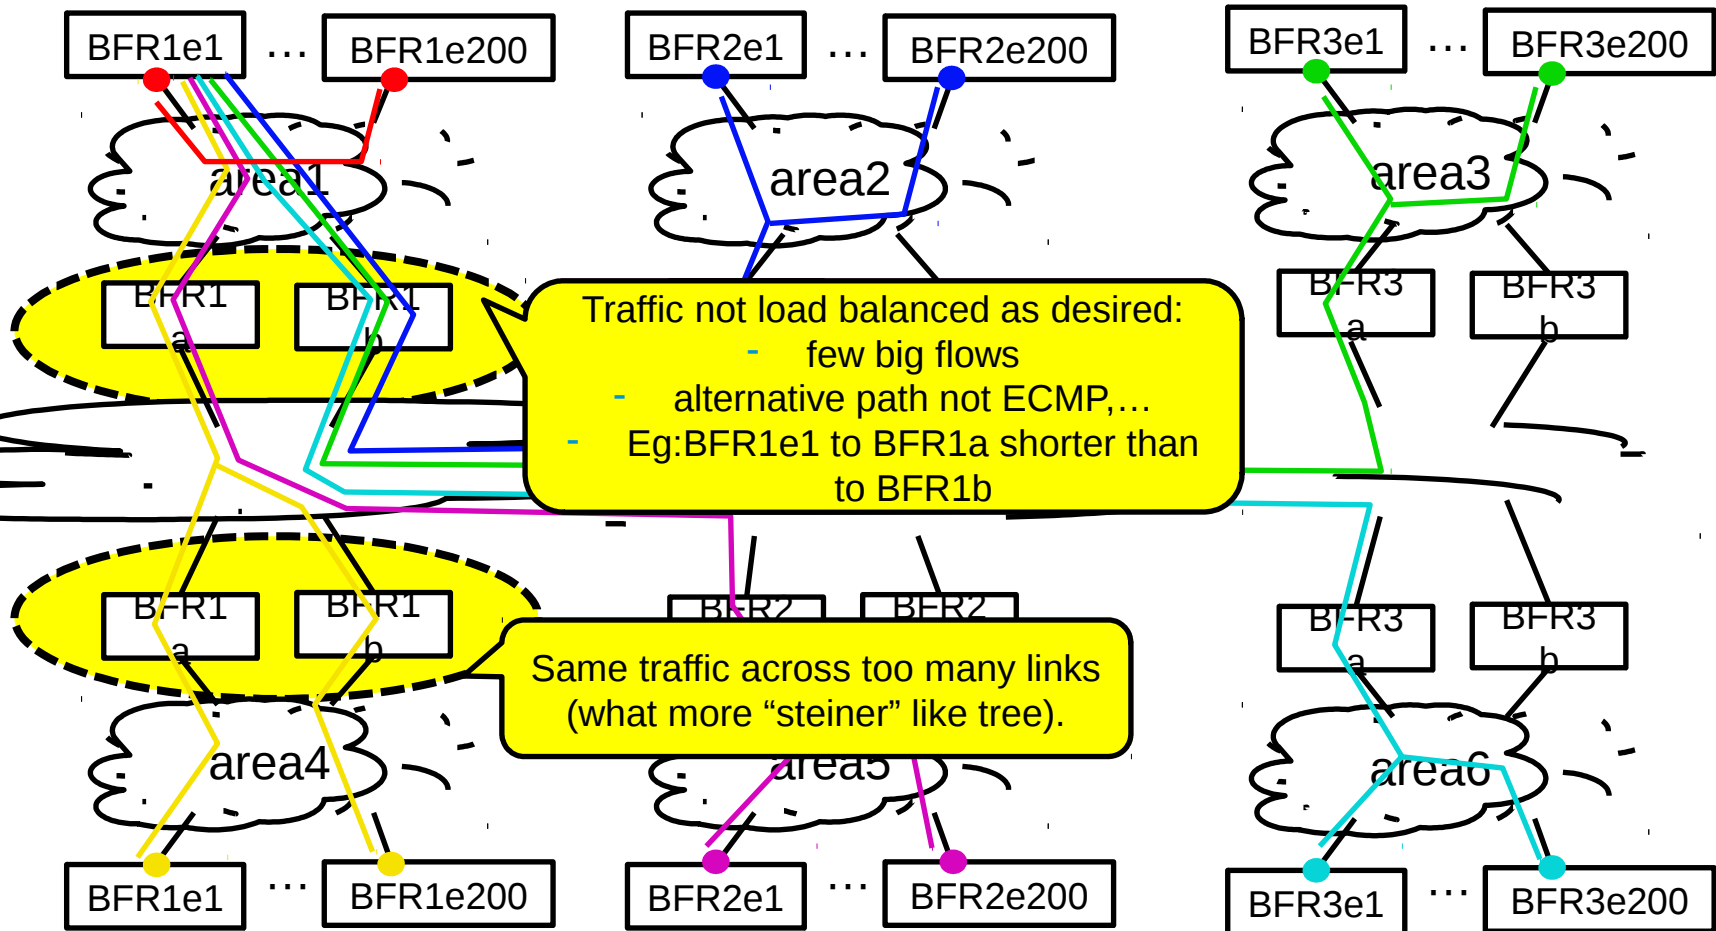 BFR1e1 … BFR1e200 BFR2e1 … BFR2e200 BFR3e1 … BFR3e200
area1 area2 area3
BFR1
a
BFR1
b
BFR3
a
BFR3
b
Traffic not load balanced as desired:
- few big flows
- alternative path not ECMP,…
- Eg:BFR1e1 to BFR1a shorter than
to BFR1b
BFR1
a
BFR1
b
BFR2 BFR2
BFR3
a
BFR3
b
Same traffic across too many links
(what more “steiner” like tree).
area4 area5 area6
BFR1e1 … BFR1e200 BFR2e1 … BFR2e200 BFR3e1 … BFR3e200